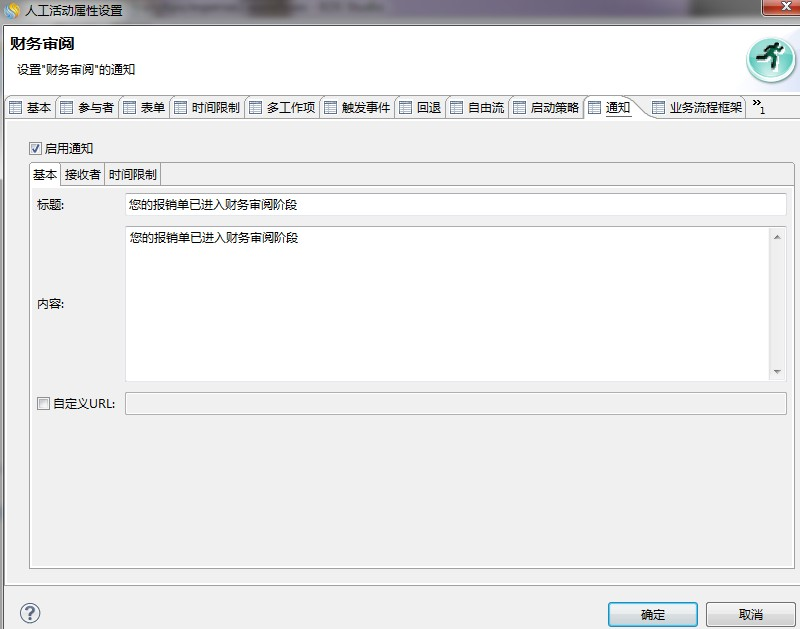 人工活动属性设置
财务审阅
设置"财务审阅"的通知
基本 参与者 表单 时间限制 多工作项 触发事件 回退 自由流 启动策略 通知 业务流程框架 »1
启用通知
基本 接收者 时间限制
标题: 您的报销单已进入财务审阅阶段
您的报销单已进入财务审阅阶段
内容:
自定义URL:
确定 取消